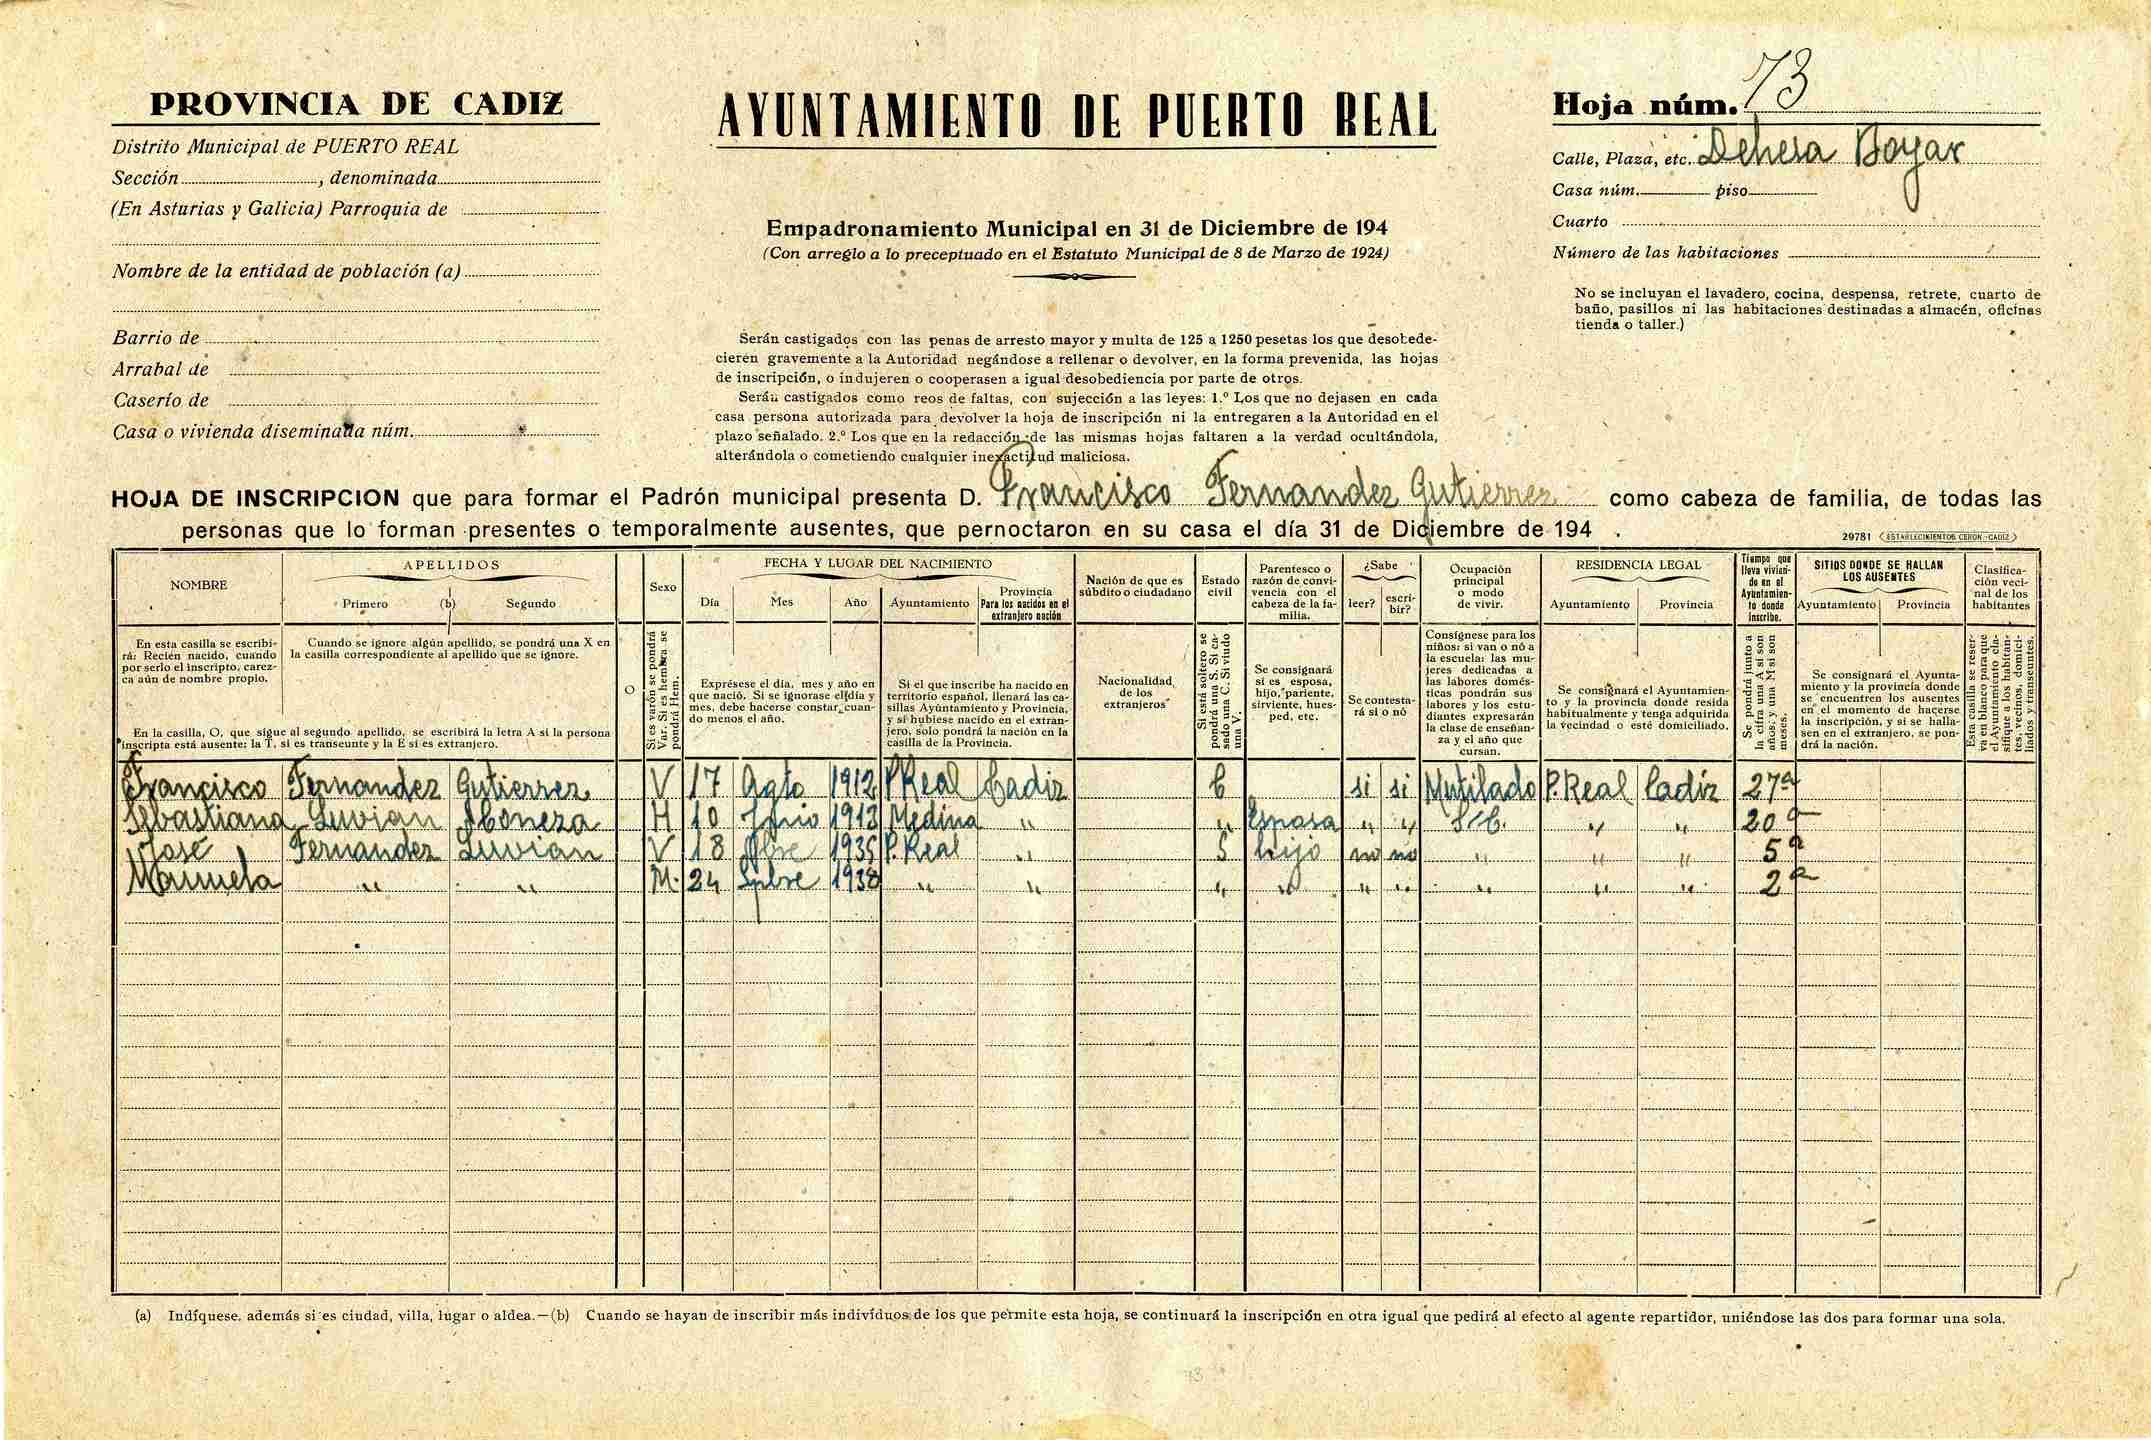 PROVINCIA DE CADIZ
Distrito Municipal de PUERTO REAL
Sección , denominada
(En Asturias y Galicia) Parroquia de
Nombre de la entidad de población (a)
Barrio de
Arrabal de
Caserío de
Casa o vivienda diseminada núm.
AYUNTAMIENTO DE PUERTO REAL
Empadronamiento Municipal en 31 de Diciembre de 194
(Con arreglo a lo preceptuado en el Estatuto Municipal de 8 de Marzo de 1924)
Serán castigados con las penas de arresto mayor y multa de 125 a 1250 pesetas los que desobede-
cieren gravemente a la Autoridad negándose a rellenar o devolver, en la forma prevenida, las hojas
de inscripción, o indujeren o cooperasen a igual desobediencia por parte de otros.
Serán castigados como reos de faltas, con sujección a las leyes: 1.º Los que no dejasen en cada
casa persona autorizada para devolver la hoja de inscripción ni la entregaren a la Autoridad en el
plazo señalado. 2.º Los que en la redacción de las mismas hojas faltaren a la verdad ocultándola,
alterándola o cometiendo cualquier inexactitud maliciosa.
Hoja núm. 73
Calle, Plaza, etc. Dehesa Boyar
Casa núm. piso
Cuarto
Número de las habitaciones
No se incluyan el lavadero, cocina, despensa, retrete, cuarto de
baño, pasillos ni las habitaciones destinadas a almacén, oficinas
tienda o taller.)
HOJA DE INSCRIPCION que para formar el Padrón municipal presenta D. Francisco Fernandez Gutierrez como cabeza de familia, de todas las
personas que lo forman presentes o temporalmente ausentes, que pernoctaron en su casa el día 31 de Diciembre de 194 .
29781 (ESTABLECIMIENTOS CERON - CADIZ)
NOMBRE
APELLIDOS
Primero (b) Segundo
O
Sexo
FECHA Y LUGAR DEL NACIMIENTO
Día Mes Año Ayuntamiento
Provincia
Para los nacidos en el
extranjero nación
Nación de que es
súbdito o ciudadano
Estado
civil
Parentesco o
razón de convi-
vencia con el
cabeza de la fa-
milia.
¿Sabe
leer? escri-
bir?
Ocupación
principal
o modo
de vivir.
RESIDENCIA LEGAL
Ayuntamiento Provincia
Tiempo que
lleva vivien-
do en el
Ayuntamien-
to donde
inscribe.
SITIOS DONDE SE HALLAN
LOS AUSENTES
Ayuntamiento Provincia
Clasifica-
ción veci-
nal de los
habitantes
En esta casilla se escribi-
rá: Recién nacido, cuando
por serlo el inscripto, carez-
ca aún de nombre propio.
Cuando se ignore algún apellido, se pondrá una X en
la casilla correspondiente al apellido que se ignore.
En la casilla, O, que sigue al segundo apellido, se escribirá la letra A si la persona
inscripta está ausente: la T, si es transeunte y la E si es extranjero.
Si es varón se pondrá
Var. Si es hembra se
pondrá Hem.
Exprésese el día, mes y año en
que nació. Si se ignorase el día y
mes, debe hacerse constar cuan-
do menos el año.
Si el que inscribe ha nacido en
territorio español, llenará las ca-
sillas Ayuntamiento y Provincia,
y si hubiese nacido en el extran-
jero, solo pondrá la nación en la
casilla de la Provincia.
Nacionalidad
de los
extranjeros
Si está soltero se
pondrá una S. Si ca-
sado una C. Si viudo
una V.
Se consignará
si es esposa,
hijo, pariente,
sirviente, hues-
ped, etc.
Se contesta-
rá si o nó
Consígnese para los
niños: si van o nó a
la escuela: las mu-
jeres dedicadas a
las labores domés-
ticas pondrán sus
labores y los estu-
diantes expresarán
la clase de enseñan-
za y el año que
cursan.
Se consignará el Ayuntamien-
to y la provincia donde resida
habitualmente y tenga adquirida
la vecindad o esté domiciliado.
Se pondrá junto a
la cifra una A si son
años; y una M si son
meses.
Se consignará el Ayunta-
miento y la provincia donde
se encuentren los ausentes
en el momento de hacerse
la inscripción, y si se halla-
sen en el extranjero, se pon-
drá la nación.
Esta casilla se reser-
va en blanco para que
el Ayuntamiento cla-
sifique a los habitan-
tes, vecinos, domici-
liados y transeuntes.
Francisco Fernandez Gutierrez V 17 Agto 1912 P. Real Cadiz C si si Mutilado P. Real Cadiz 27 a
Sebastiana Luvian H 10 1913 Medina " " Esposa " " S/C. " " 20 a
José Fernandez Luvian V 18 1935 P. Real " S hijo no no " " " 5 a
Manuela " " M. 24 Spbre 1938 " " " " " " " " " 2 a
(a) Indíquese. además si es ciudad, villa, lugar o aldea.—(b) Cuando se hayan de inscribir más indivíduos de los que permite esta hoja, se continuará la inscripción en otra igual que pedirá al efecto al agente repartidor, uniéndose las dos para formar una sola.
73